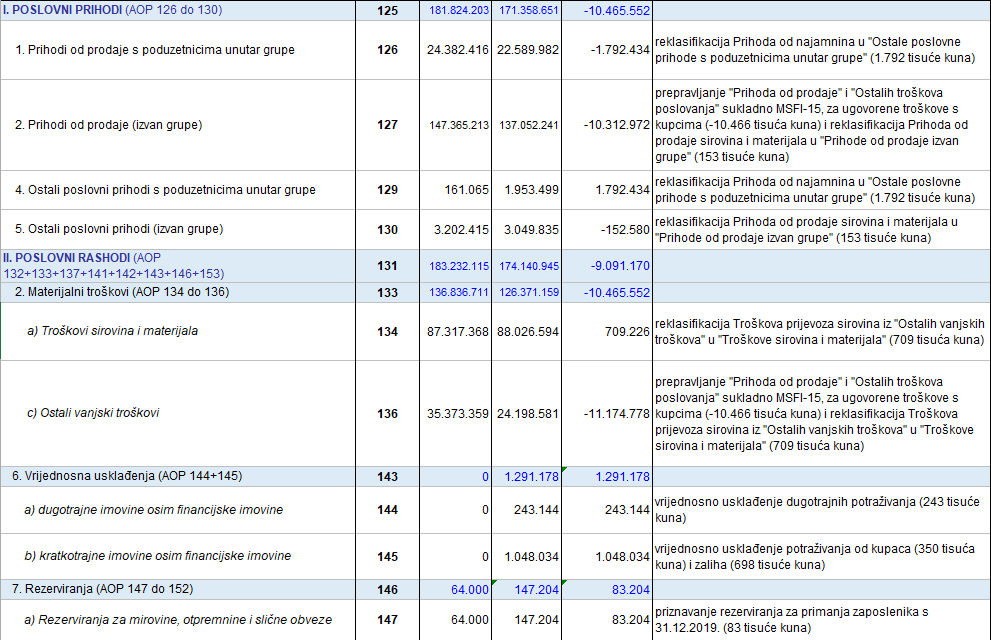 I. POSLOVNI PRIHODI (AOP 126 do 130) 125 181.824.203 171.358.651 -10.465.552
1. Prihodi od prodaje s poduzetnicima unutar grupe 126 24.382.416 22.589.982 -1.792.434 reklasifikacija Prihoda od najamnina u "Ostale poslovne
prihode s poduzetnicima unutar grupe" (1.792 tisuće kuna)
2. Prihodi od prodaje (izvan grupe) 127 147.365.213 137.052.241 -10.312.972 prepravljanje "Prihoda od prodaje" i "Ostalih troškova
poslovanja" sukladno MSFI-15, za ugovorene troškove s
kupcima (-10.466 tisuća kuna) i reklasifikacija Prihoda od
prodaje sirovina i materijala u "Prihode od prodaje izvan
grupe" (153 tisuće kuna)
4. Ostali poslovni prihodi s poduzetnicima unutar grupe 129 161.065 1.953.499 1.792.434 reklasifikacija Prihoda od najamnina u "Ostale poslovne
prihode s poduzetnicima unutar grupe" (1.792 tisuće kuna)
5. Ostali poslovni prihodi (izvan grupe) 130 3.202.415 3.049.835 -152.580 reklasifikacija Prihoda od prodaje sirovina i materijala u
"Prihode od prodaje izvan grupe" (153 tisuće kuna)
II. POSLOVNI RASHODI (AOP
132+133+137+141+142+143+146+153) 131 183.232.115 174.140.945 -9.091.170
2. Materijalni troškovi (AOP 134 do 136) 133 136.836.711 126.371.159 -10.465.552
a) Troškovi sirovina i materijala 134 87.317.368 88.026.594 709.226 reklasifikacija Troškova prijevoza sirovina iz "Ostalih vanjskih
troškova" u "Troškove sirovina i materijala" (709 tisuća kuna)
c) Ostali vanjski troškovi 136 35.373.359 24.198.581 -11.174.778 prepravljanje "Prihoda od prodaje" i "Ostalih troškova
poslovanja" sukladno MSFI-15, za ugovorene troškove s
kupcima (-10.466 tisuća kuna) i reklasifikacija Troškova
prijevoza sirovina iz "Ostalih vanjskih troškova" u "Troškove
sirovina i materijala" (709 tisuća kuna)
6. Vrijednosna usklađenja (AOP 144+145) 143 0 1.291.178 1.291.178
a) dugotrajne imovine osim financijske imovine 144 0 243.144 243.144 vrijednosno usklađenje dugotrajnih potraživanja (243 tisuće
kuna)
b) kratkotrajne imovine osim financijske imovine 145 0 1.048.034 1.048.034 vrijednosno usklađenje potraživanja od kupaca (350 tisuća
kuna) i zaliha (698 tisuće kuna)
7. Rezerviranja (AOP 147 do 152) 146 64.000 147.204 83.204
a) Rezerviranja za mirovine, otpremnine i slične obveze 147 64.000 147.204 83.204 priznavanje rezerviranja za primanja zaposlenika s
31.12.2019. (83 tisuću kuna)